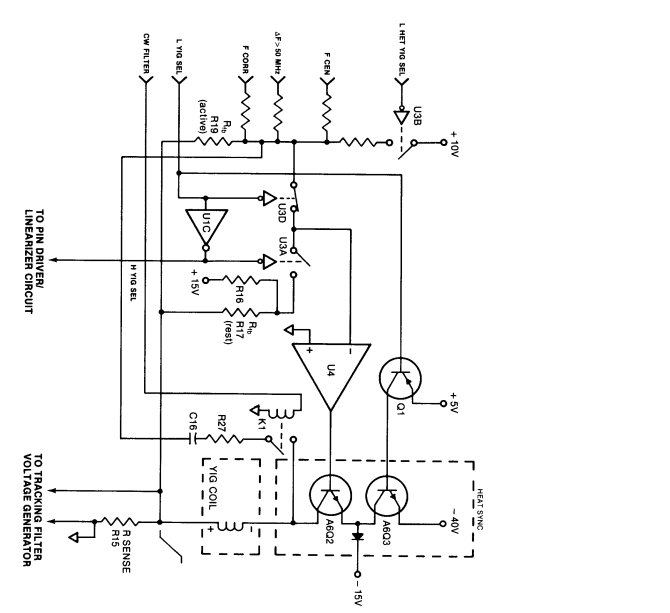 L HET YIG SEL
F CEN
ΔF > 50 MHz
F CORR
L YIG SEL
CW FILTER
U3B
+ 10V
Rfb
R19
(active)
U3D
U1C
U3A
+ 15V
R16
Rfb
R17
(rest)
H YIG SEL
TO PIN DRIVER/
LINEARIZER CIRCUIT
+
–
U4
Q1
+ 5V
K1
C16
R27
YIG COIL
+
–
HEAT SYNC
A6Q2
A6Q3
– 40V
– 15V
R SENSE
R15
TO TRACKING FILTER
VOLTAGE GENERATOR